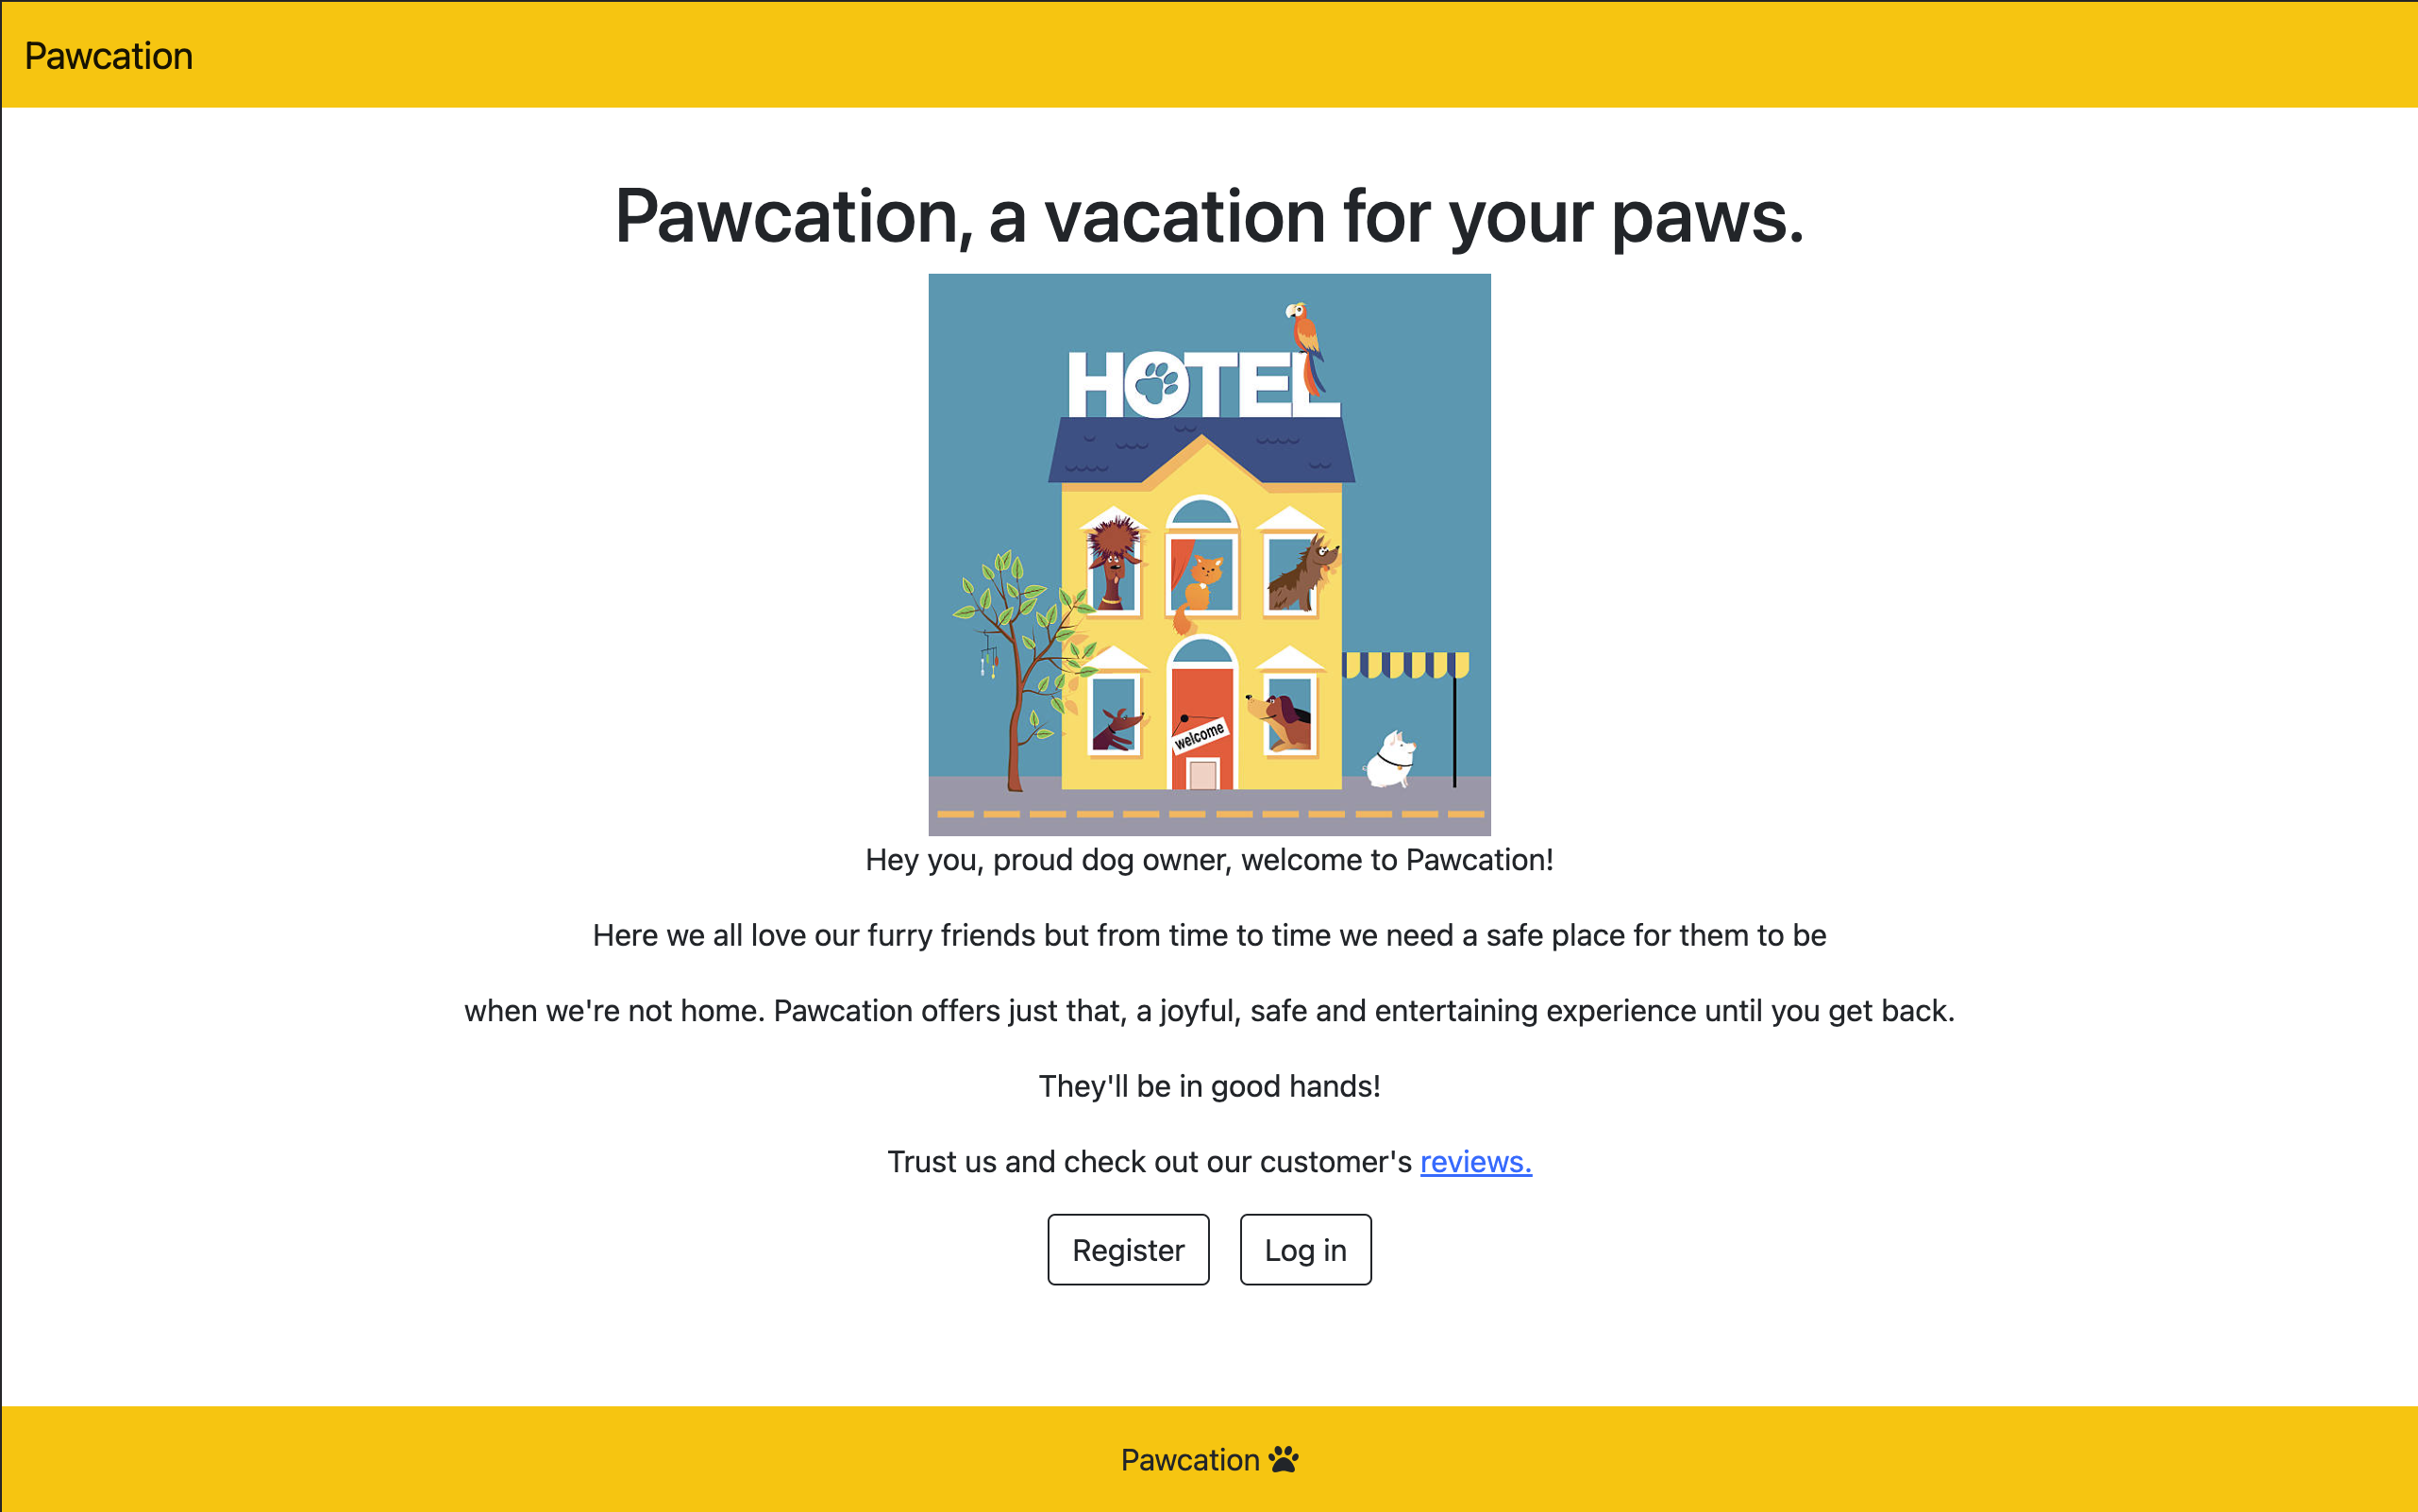 Pawcation
Pawcation, a vacation for your paws.
HOTEL
welcome
Hey you, proud dog owner, welcome to Pawcation!
Here we all love our furry friends but from time to time we need a safe place for them to be
when we're not home. Pawcation offers just that, a joyful, safe and entertaining experience until you get back.
They'll be in good hands!
Trust us and check out our customer's reviews.
Register Log in
Pawcation